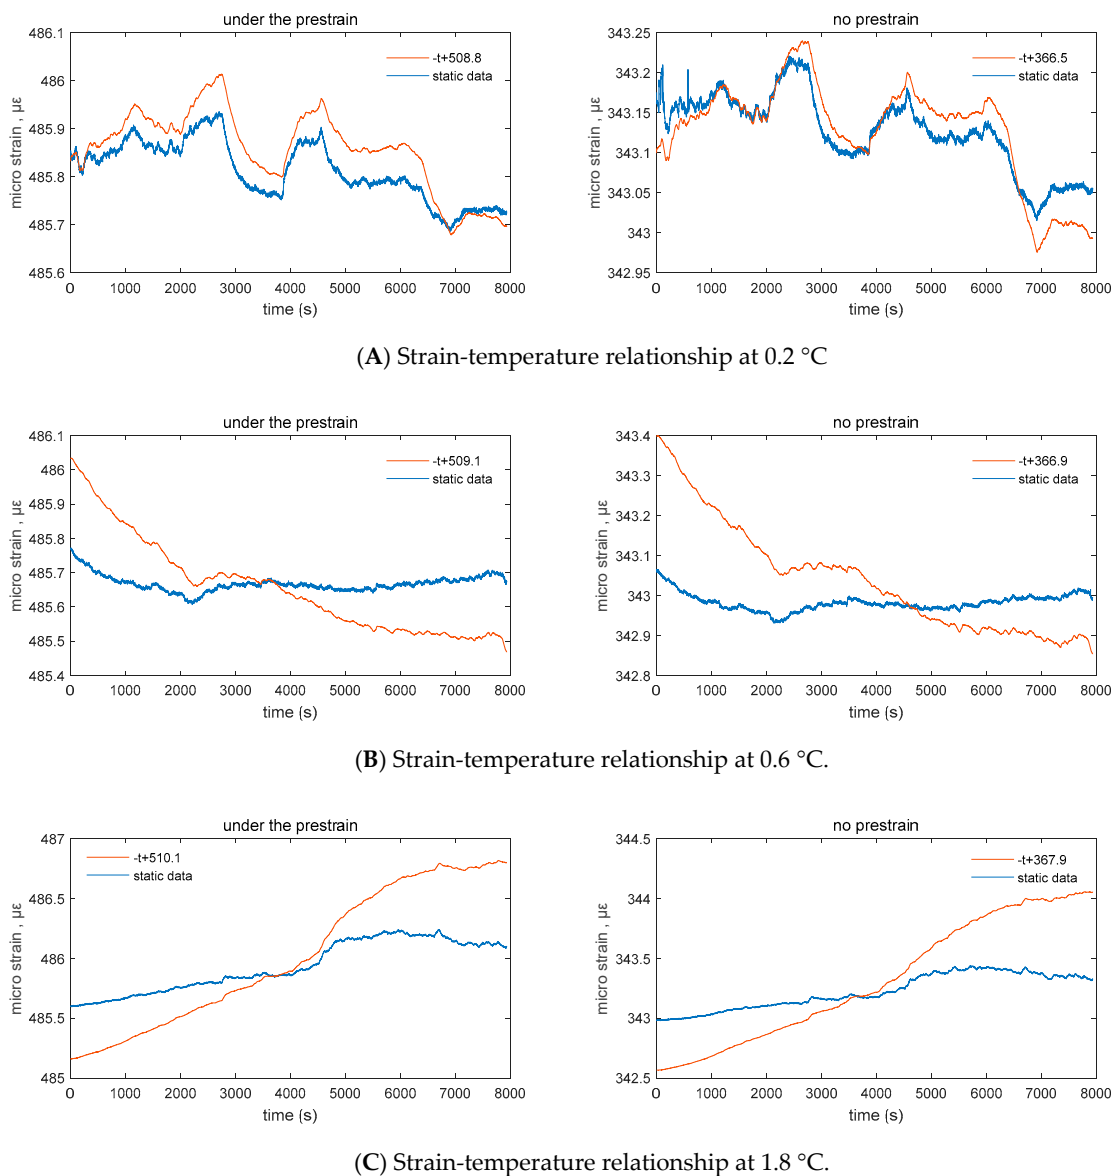 under the prestrain
486.1
486
485.9
485.8
485.7
485.6
micro strain , με
-t+508.8
static data
0 1000 2000 3000 4000 5000 6000 7000 8000
time (s)
no prestrain
343.25
343.2
343.15
343.1
343.05
343
342.95
micro strain , με
-t+366.5
static data
0 1000 2000 3000 4000 5000 6000 7000 8000
time (s)
(A) Strain-temperature relationship at 0.2 °C
under the prestrain
486.1
486
485.9
485.8
485.7
485.6
485.5
485.4
micro strain , με
-t+509.1
static data
0 1000 2000 3000 4000 5000 6000 7000 8000
time (s)
no prestrain
343.4
343.3
343.2
343.1
343
342.9
342.8
micro strain , με
-t+366.9
static data
0 1000 2000 3000 4000 5000 6000 7000 8000
time (s)
(B) Strain-temperature relationship at 0.6 °C.
under the prestrain
487
486.5
486
485.5
485
micro strain , με
-t+510.1
static data
0 1000 2000 3000 4000 5000 6000 7000 8000
time (s)
no prestrain
344.5
344
343.5
343
342.5
micro strain , με
-t+367.9
static data
0 1000 2000 3000 4000 5000 6000 7000 8000
time (s)
(C) Strain-temperature relationship at 1.8 °C.